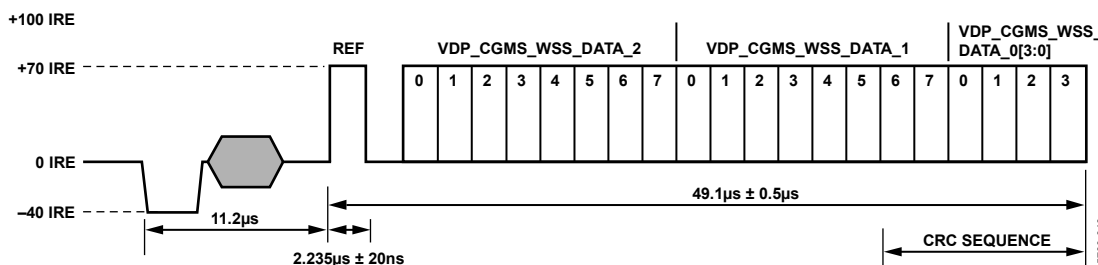 +100 IRE
REF
VDP_CGMS_WSS_DATA_2
VDP_CGMS_WSS_DATA_1
VDP_CGMS_WSS_
DATA_0[3:0]
+70 IRE
0 1 2 3 4 5 6 7 0 1 2 3 4 5 6 7 0 1 2 3
0 IRE
49.1µs ± 0.5µs
–40 IRE
11.2µs
CRC SEQUENCE
2.235µs ± 20ns